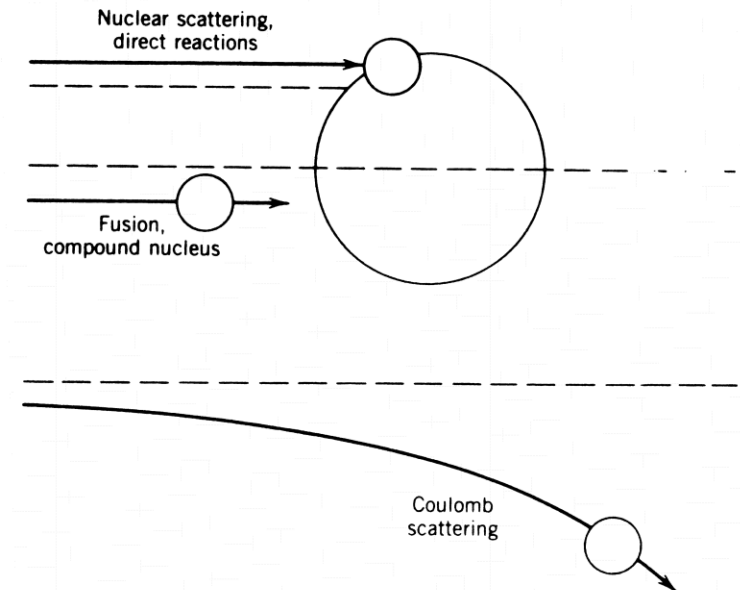 Nuclear scattering,
direct reactions
Fusion,
compound nucleus
Coulomb
scattering